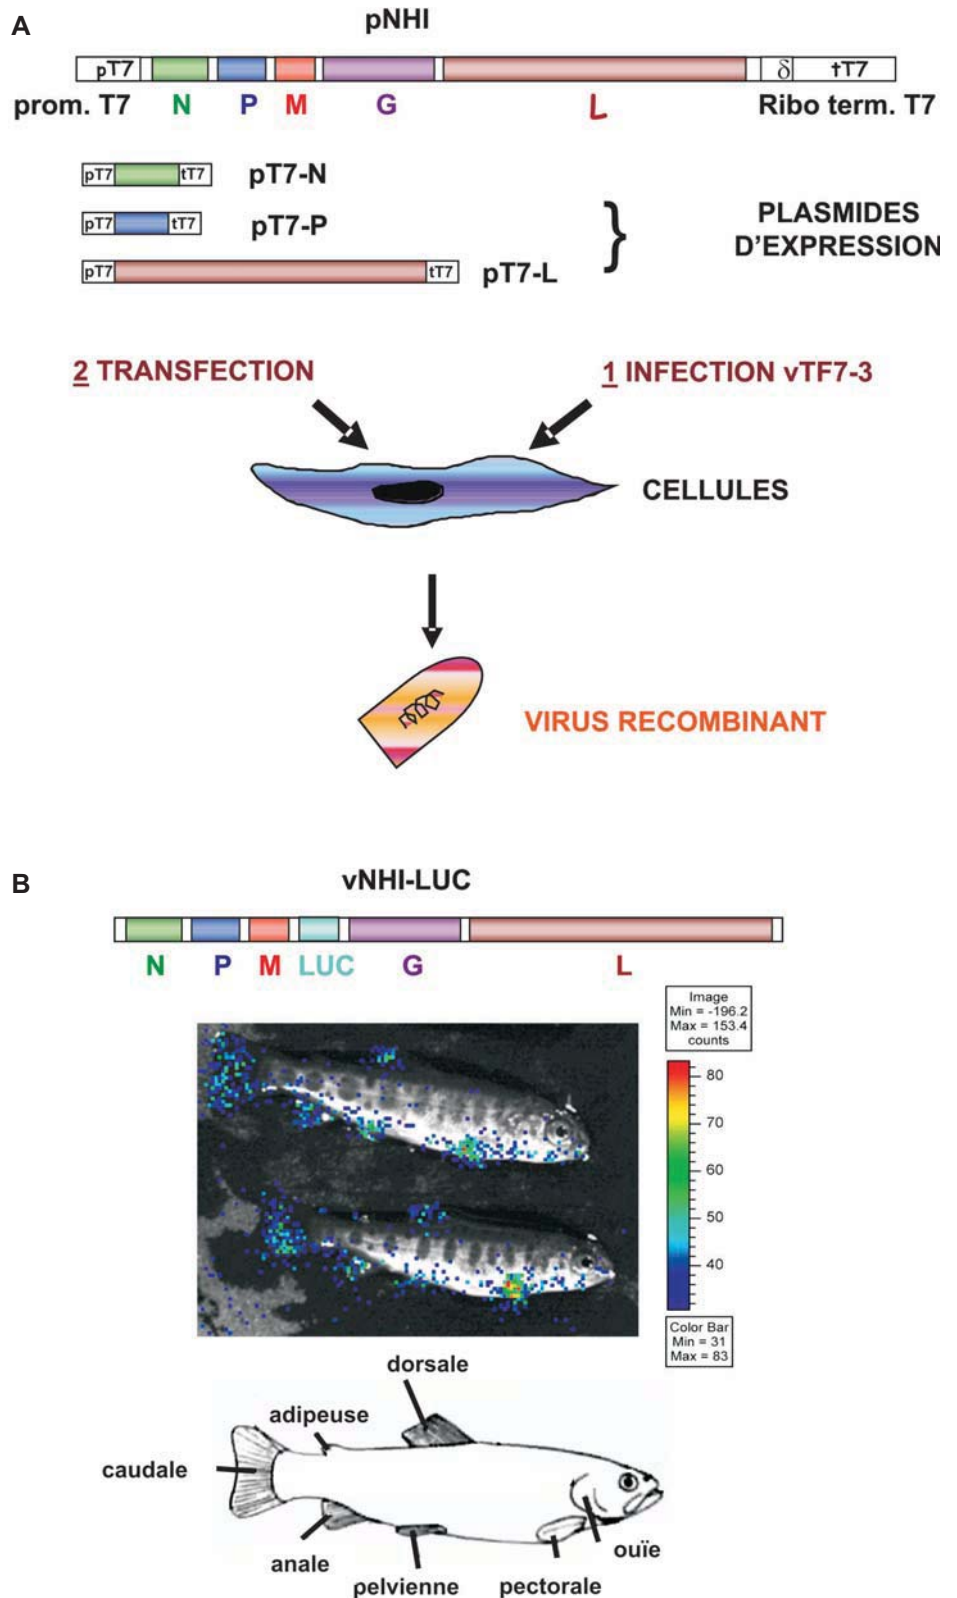 A
pNHI
pT7
δ
tT7
prom. T7 N P M G L Ribo term. T7
pT7 tT7 pT7-N
pT7 tT7 pT7-P
pT7 tT7 pT7-L
}
PLASMIDES
D'EXPRESSION
2 TRANSFECTION
1 INFECTION vTF7-3
CELLULES
VIRUS RECOMBINANT
B
vNHI-LUC
N P M LUC G L
Image
Min = -196.2
Max = 153.4
counts
80
70
60
50
40
Color Bar
Min = 31
Max = 83
dorsale
adipeuse
caudale
anale
pelvienne
pectorale
ouïe